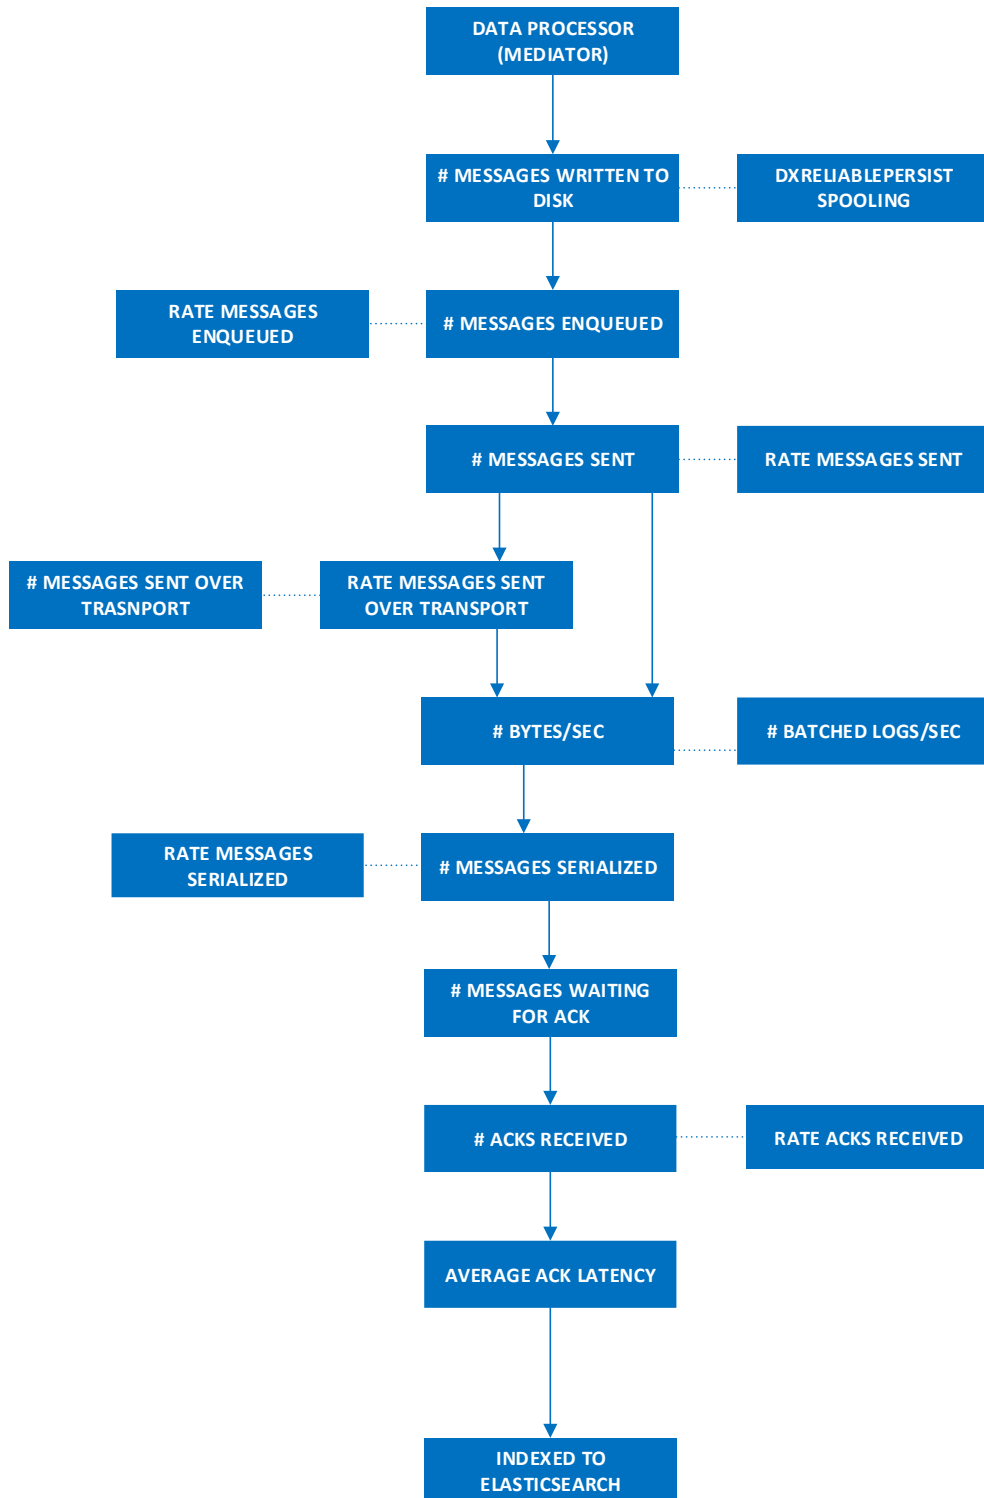 DATA PROCESSOR
(MEDIATOR)
# MESSAGES WRITTEN TO
DISK
DXRELIABLEPERSIST
SPOOLING
RATE MESSAGES
ENQUEUED
# MESSAGES ENQUEUED
# MESSAGES SENT
RATE MESSAGES SENT
# MESSAGES SENT OVER
TRASNPORT
RATE MESSAGES SENT
OVER TRANSPORT
# BYTES/SEC
# BATCHED LOGS/SEC
RATE MESSAGES
SERIALIZED
# MESSAGES SERIALIZED
# MESSAGES WAITING
FOR ACK
# ACKS RECEIVED
RATE ACKS RECEIVED
AVERAGE ACK LATENCY
INDEXED TO
ELASTICSEARCH